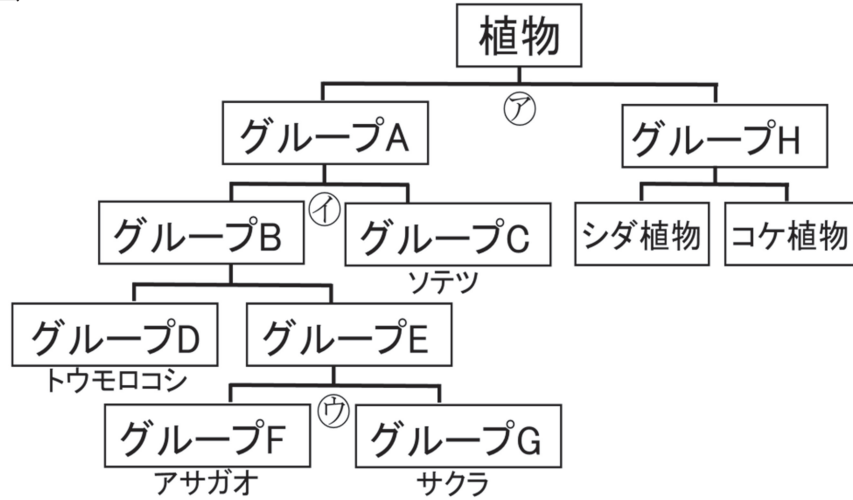 植物
㋐
グループA
グループH
㋑
グループB
グループC
シダ植物
コケ植物
ソテツ
グループD
グループE
トウモロコシ
㋒
グループF
グループG
アサガオ
サクラ